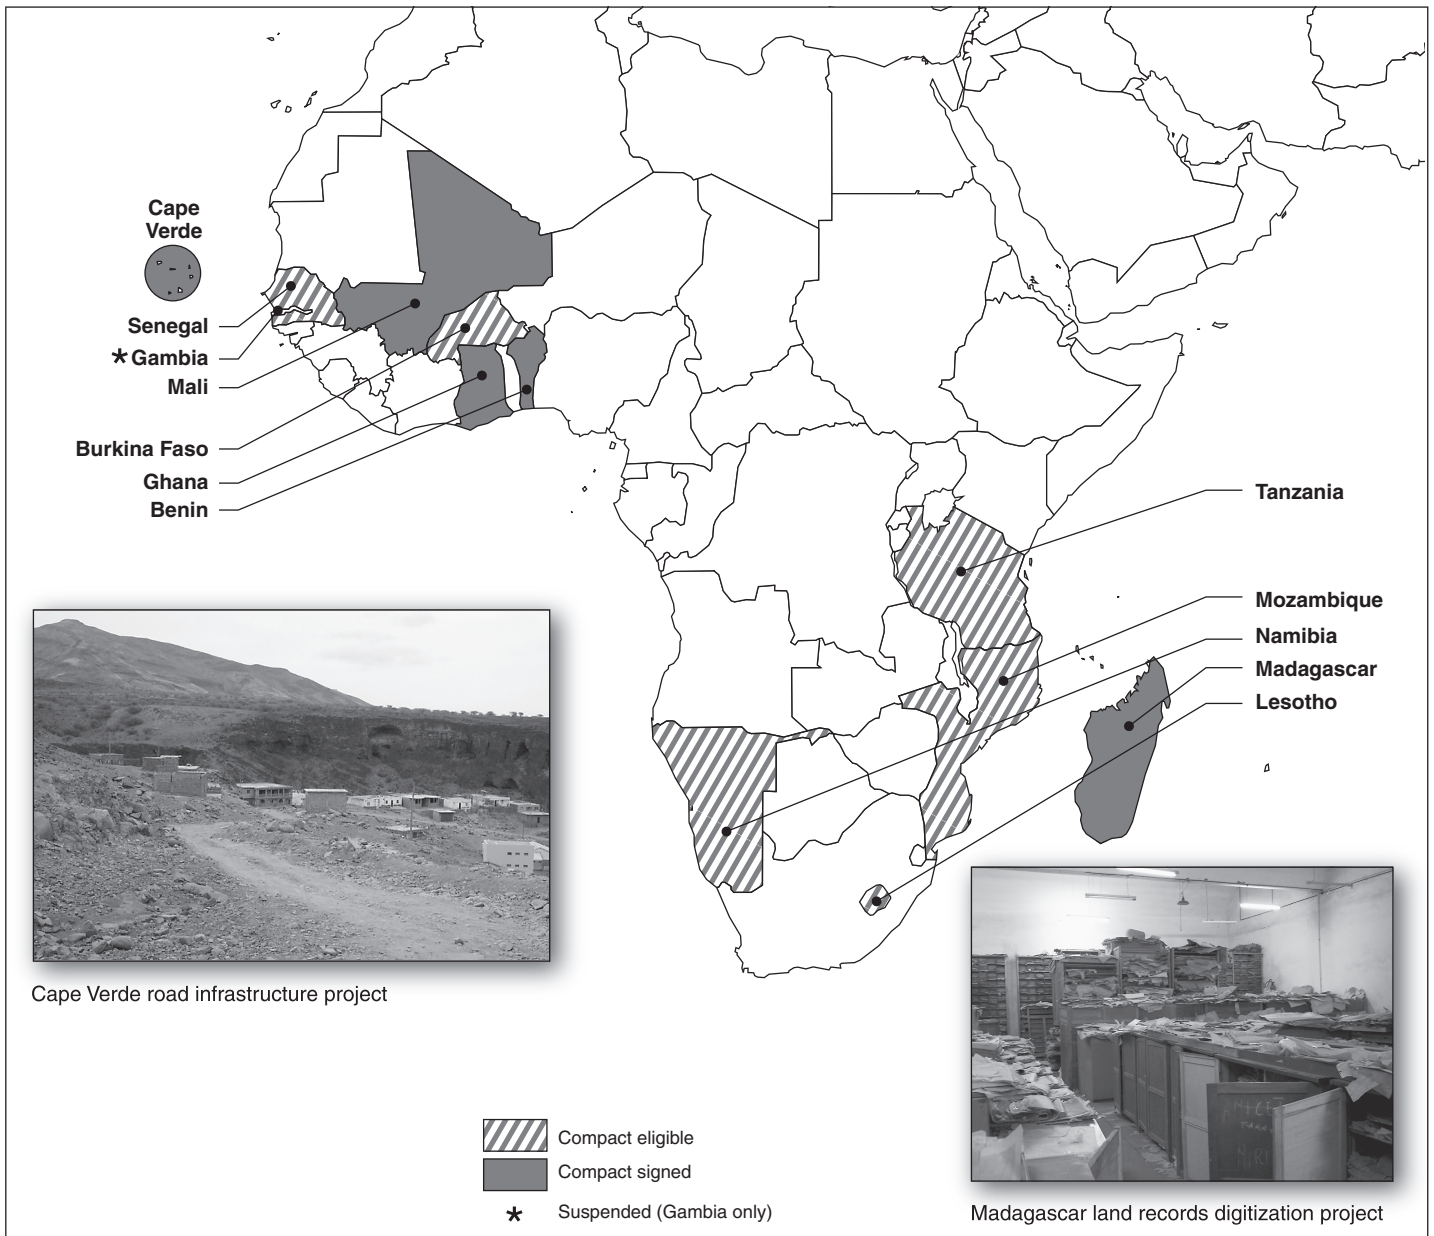 Cape
Verde
Senegal
*Gambia
Mali
Burkina Faso
Ghana
Benin
Tanzania
Mozambique
Namibia
Madagascar
Lesotho
Cape Verde road infrastructure project
Compact eligible
Compact signed
* Suspended (Gambia only)
Madagascar land records digitization project